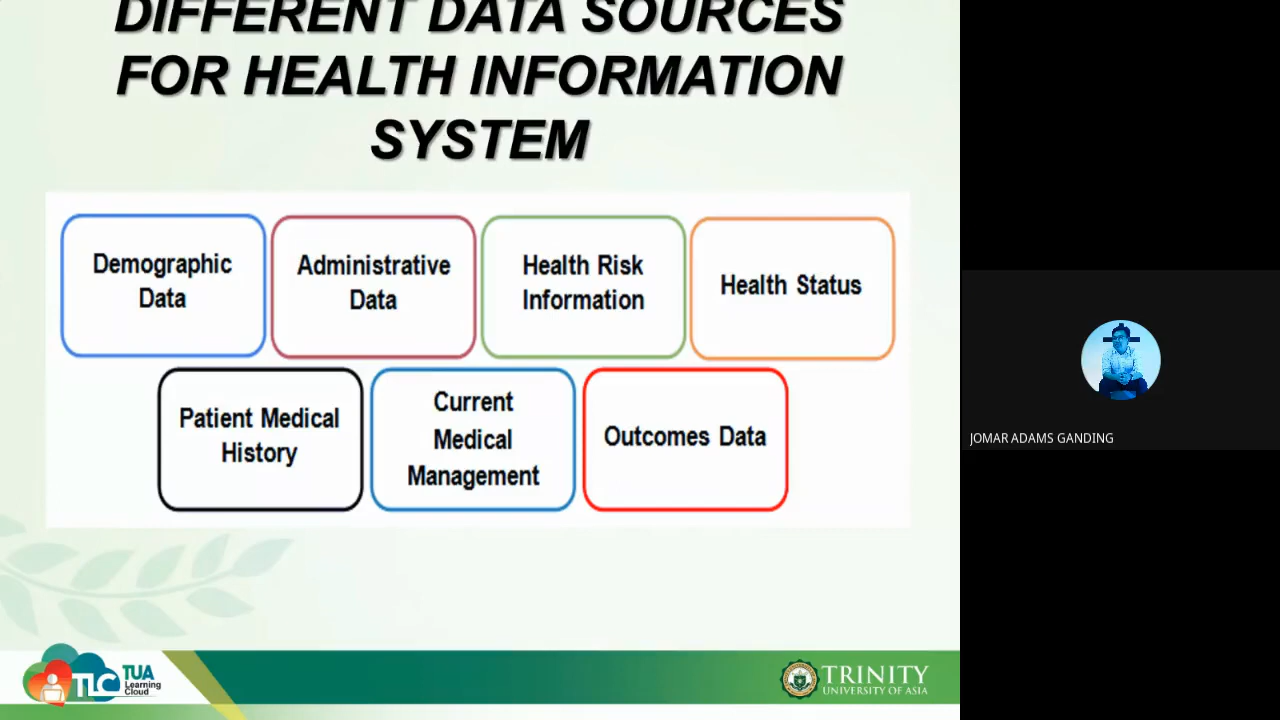 DIFFERENT DATA SOURCES
FOR HEALTH INFORMATION
SYSTEM
Demographic
Data
Administrative
Data
Health Risk
Information
Health Status
Patient Medical
History
Current
Medical
Management
Outcomes Data
JOMAR ADAMS GANDING
TLC
TUA
Learning
Cloud
TRINITY
UNIVERSITY OF ASIA